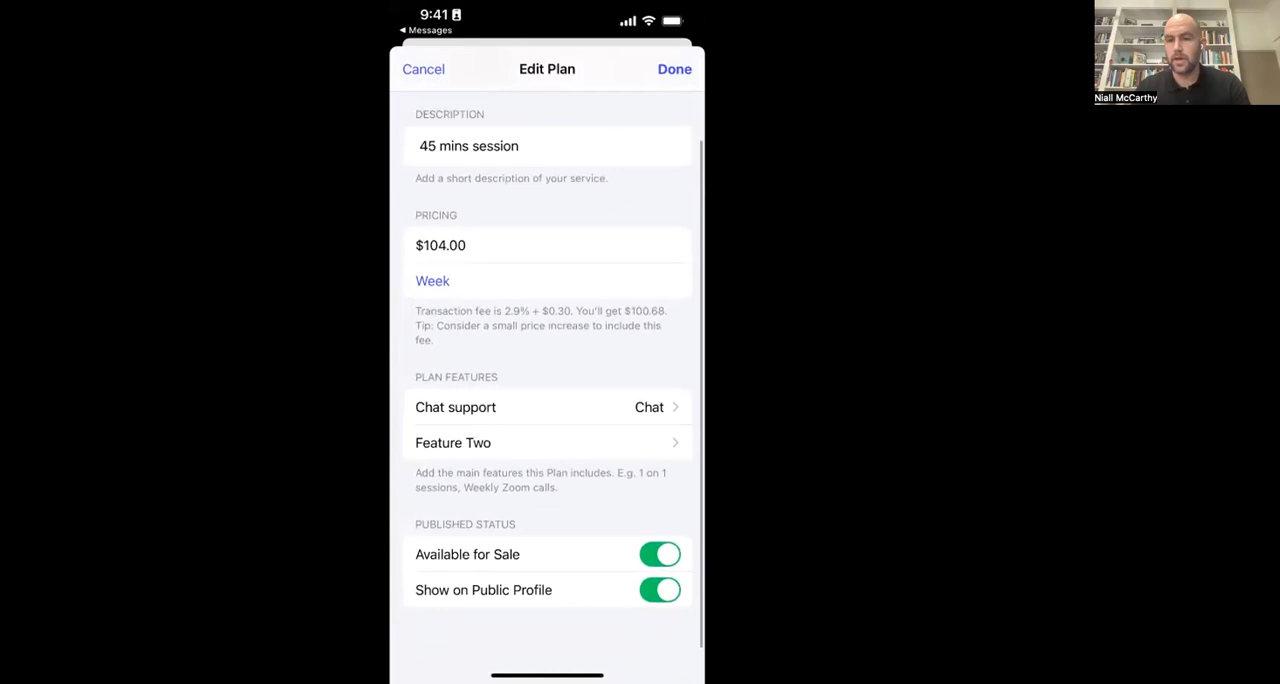 9:41
Messages
Cancel
Edit Plan
Done
DESCRIPTION
45 mins session
Add a short description of your service.
PRICING
$104.00
Week
Transaction fee is 2.9% + $0.30. You'll get $100.68.
Tip: Consider a small price increase to include this
fee.
PLAN FEATURES
Chat support
Chat
Feature Two
Add the main features this Plan includes. E.g. 1 on 1
sessions, Weekly Zoom calls.
PUBLISHED STATUS
Available for Sale
Show on Public Profile
Niall McCarthy